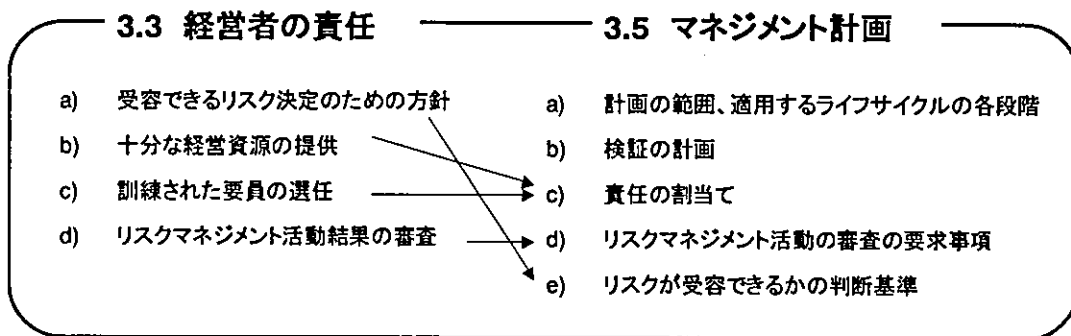 3.3 経営者の責任
a) 受容できるリスク決定のための方針
b) 十分な経営資源の提供
c) 訓練された要員の選任
d) リスクマネジメント活動結果の審査
3.5 マネジメント計画
a) 計画の範囲、適用するライフサイクルの各段階
b) 検証の計画
c) 責任の割当て
d) リスクマネジメント活動の審査の要求事項
e) リスクが受容できるかの判断基準